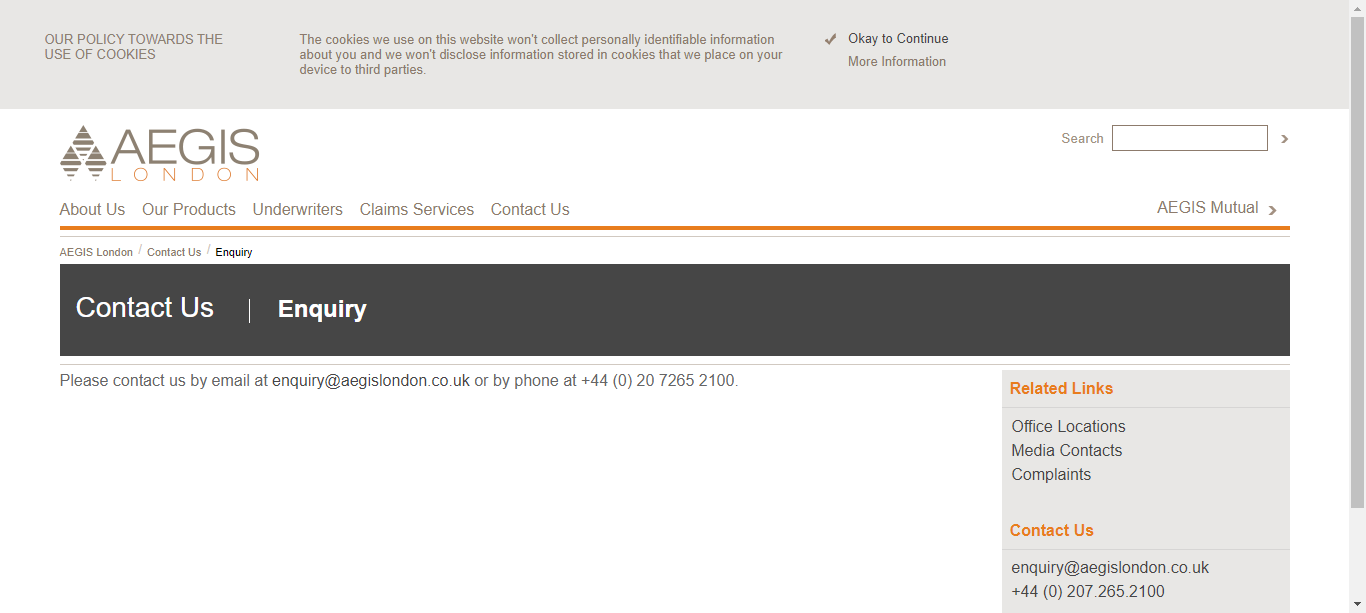 OUR POLICY TOWARDS THE
USE OF COOKIES
The cookies we use on this website won't collect personally identifiable information
about you and we won't disclose information stored in cookies that we place on your
device to third parties.
Okay to Continue
More Information
AEGIS
LONDON
Search
About Us Our Products Underwriters Claims Services Contact Us
AEGIS Mutual
AEGIS London / Contact Us / Enquiry
Contact Us | Enquiry
Please contact us by email at enquiry@aegislondon.co.uk or by phone at +44 (0) 20 7265 2100.
Related Links
Office Locations
Media Contacts
Complaints
Contact Us
enquiry@aegislondon.co.uk
+44 (0) 207.265.2100